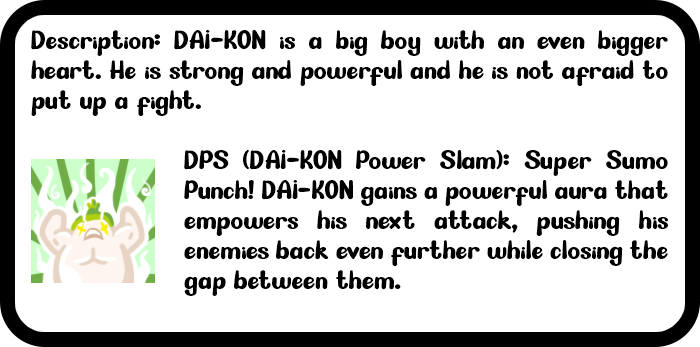 Description: DAi-KON is a big boy with an even bigger
heart. He is strong and powerful and he is not afraid to
put up a fight.
DPS (DAi-KON Power Slam): Super Sumo
Punch! DAi-KON gains a powerful aura that
empowers his next attack, pushing his
enemies back even further while closing the
gap between them.